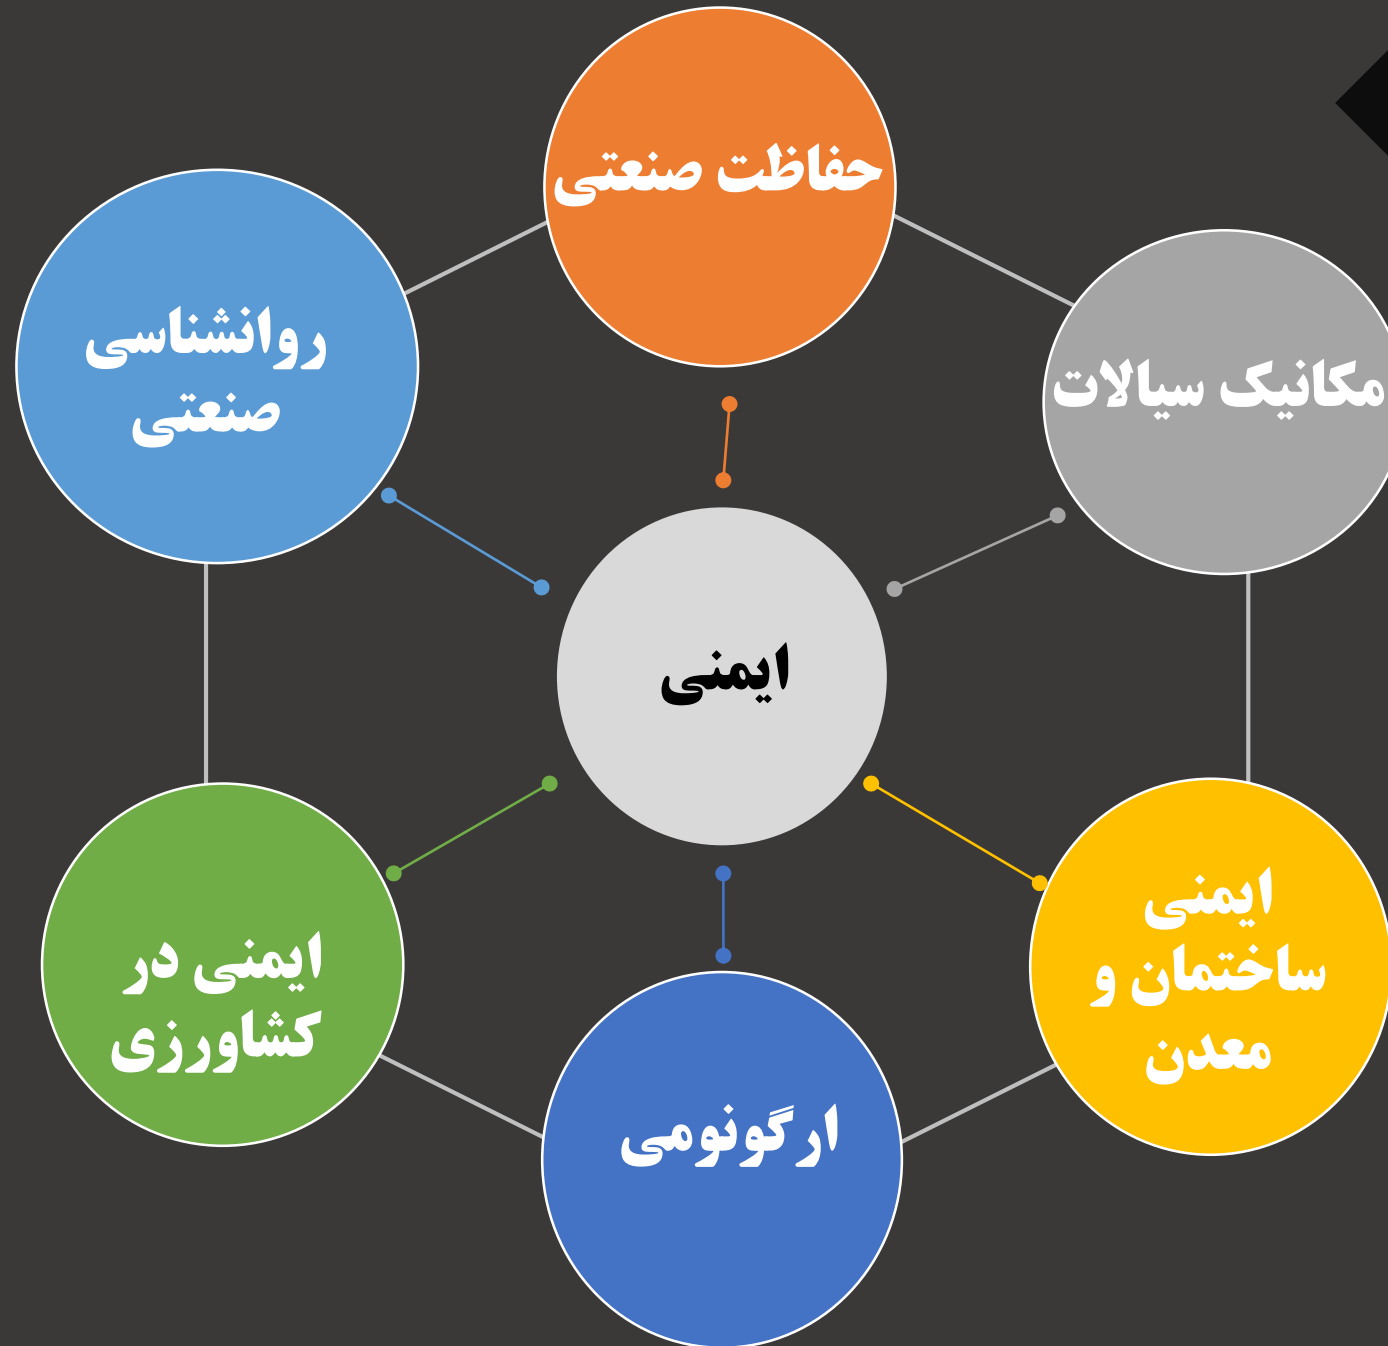 حفاظت صنعتی
مکانیک سیالات
روانشناسی
صنعتی
ایمنی
ایمنی
ساختمان و
معدن
ایمنی در
کشاورزی
ارگونومی